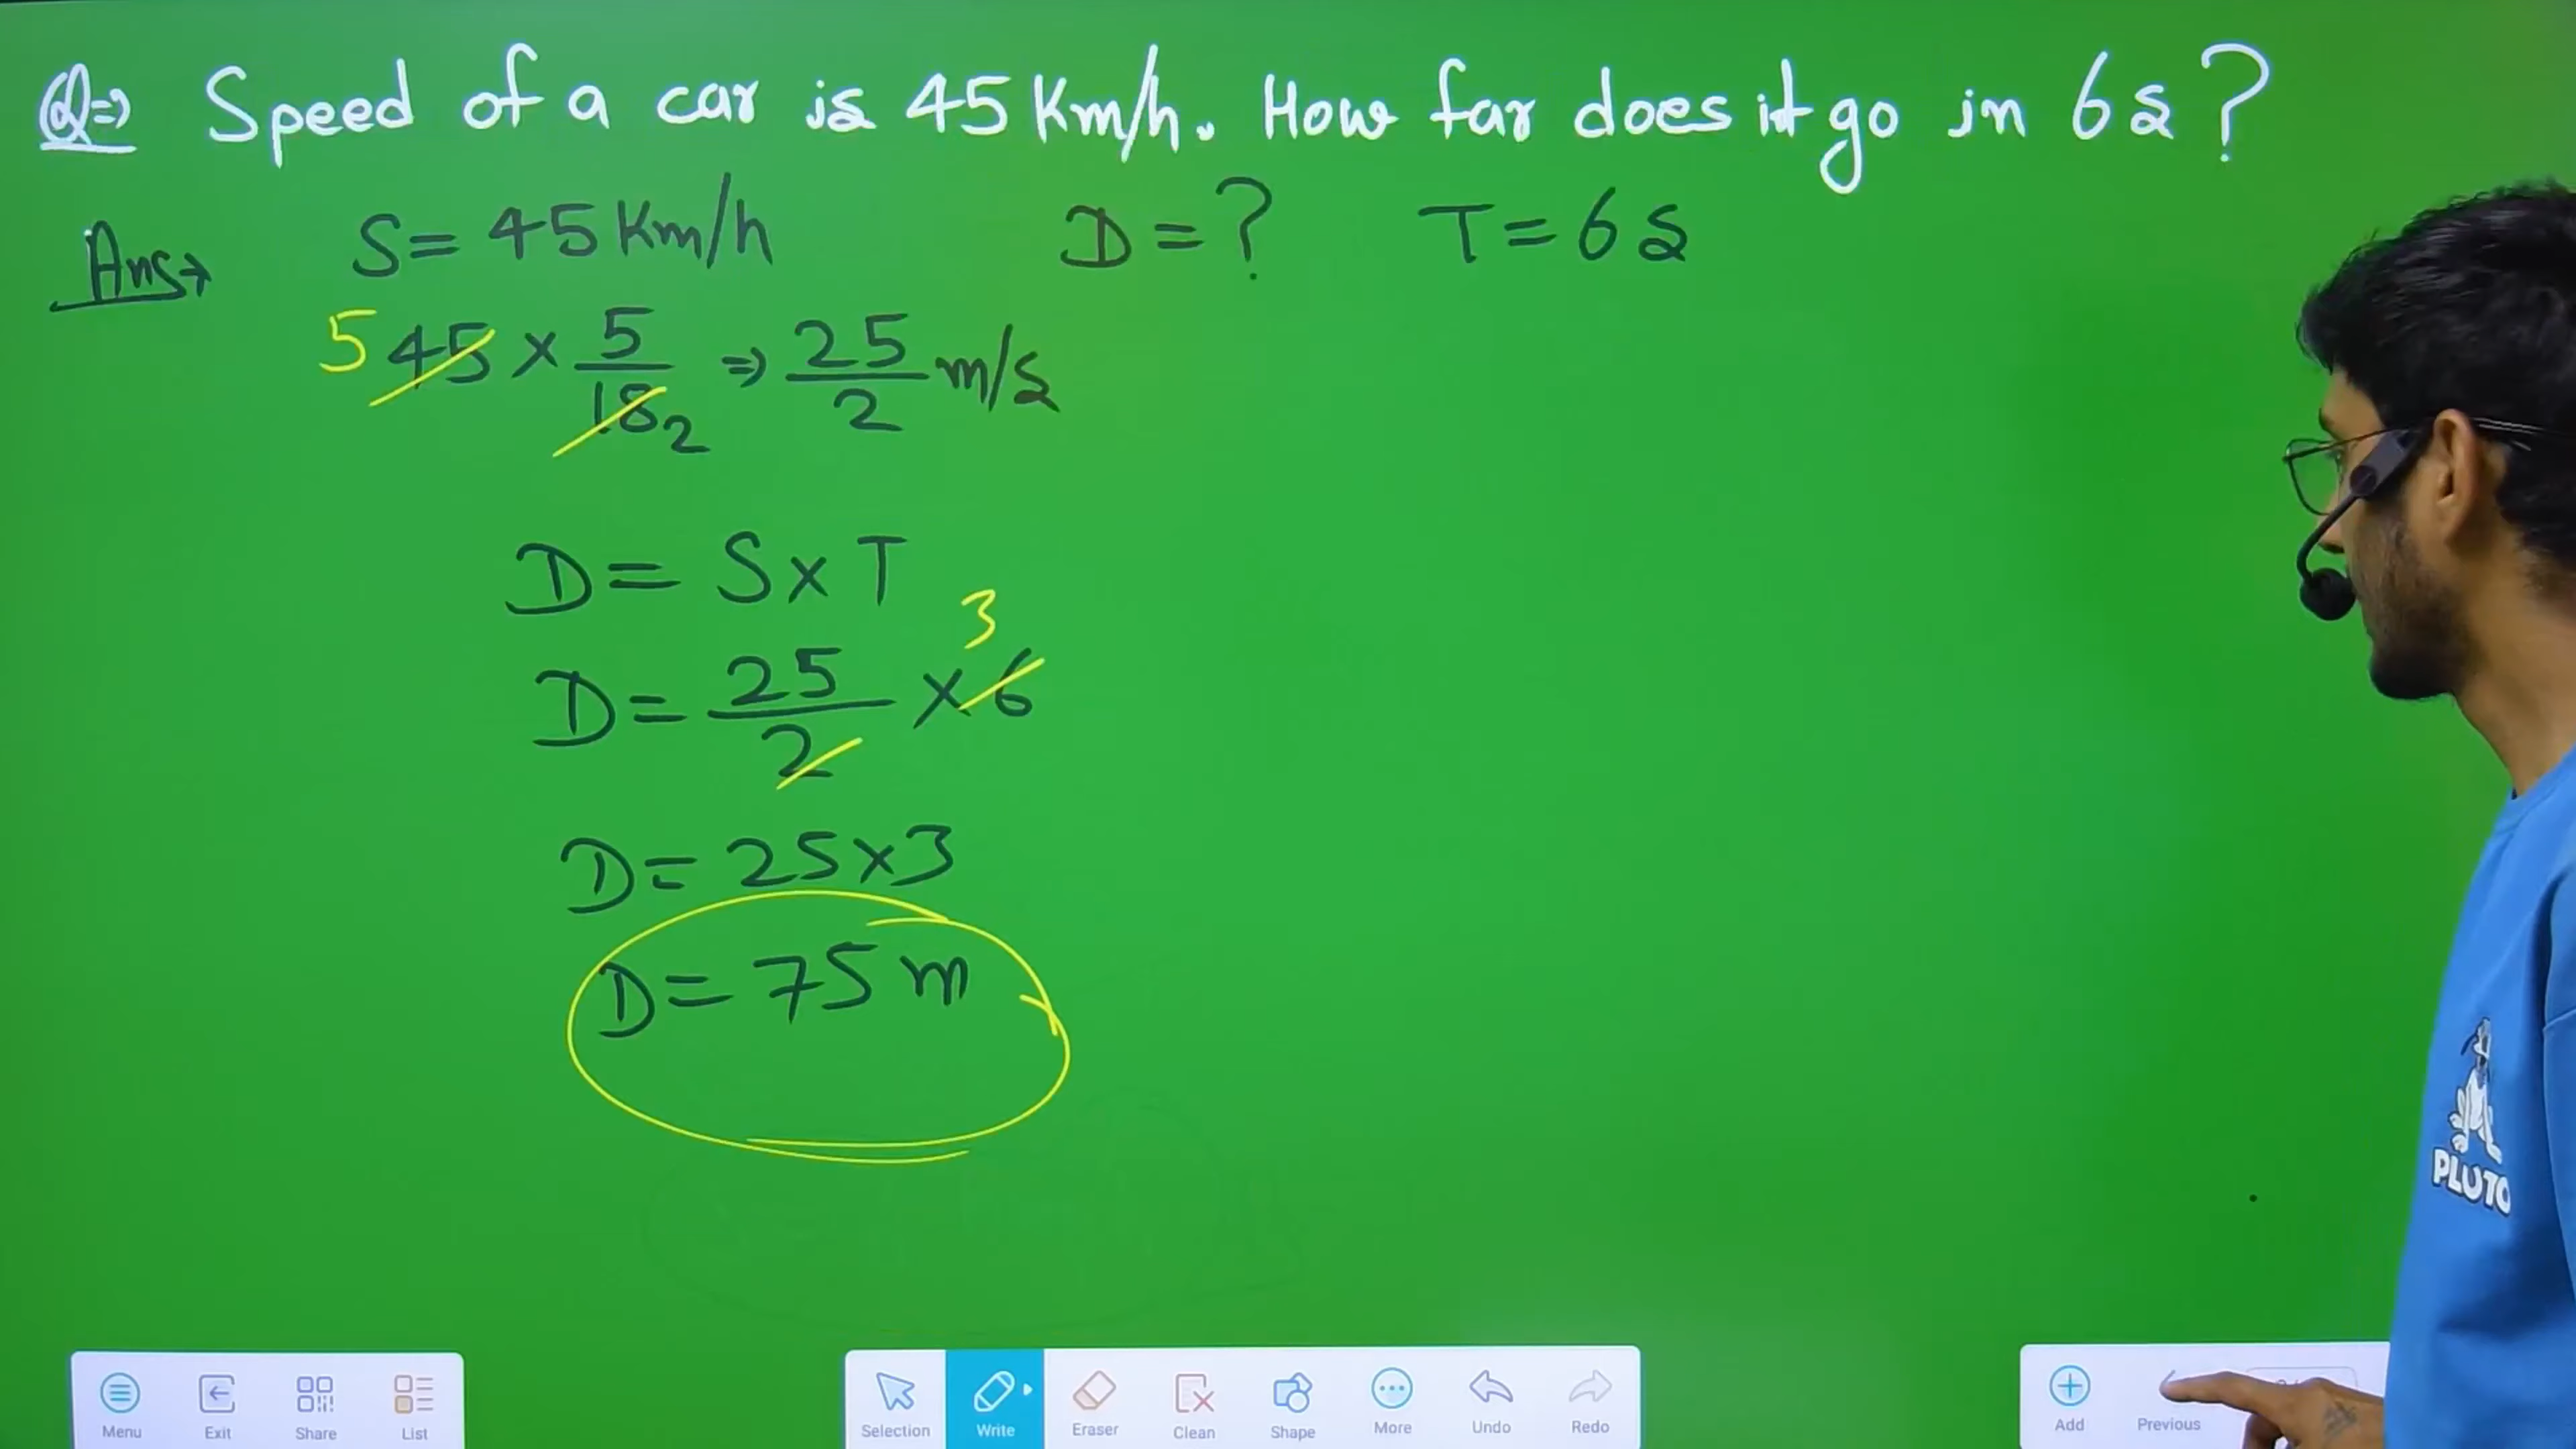 Q⇒ Speed of a car is 45 Km/h. How far does it go in 6s?
Ans→ S= 45 Km/h D=? T=6s
5 45 × 5/18 2 ⇒ 25/2 m/s
D= S×T
3
D= 25/2 ×6
D= 25×3
D= 75 m
PLUTO
Menu Exit Share List Selection Write Eraser Clean Shape More Undo Redo Add Previous